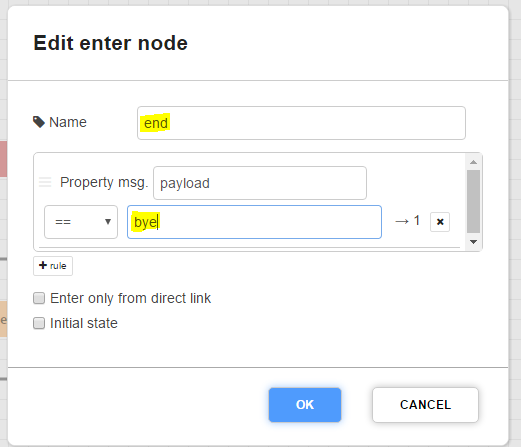 Edit enter node
Name end
Property msg. payload
== bye → 1
+ rule
Enter only from direct link
Initial state
OK CANCEL